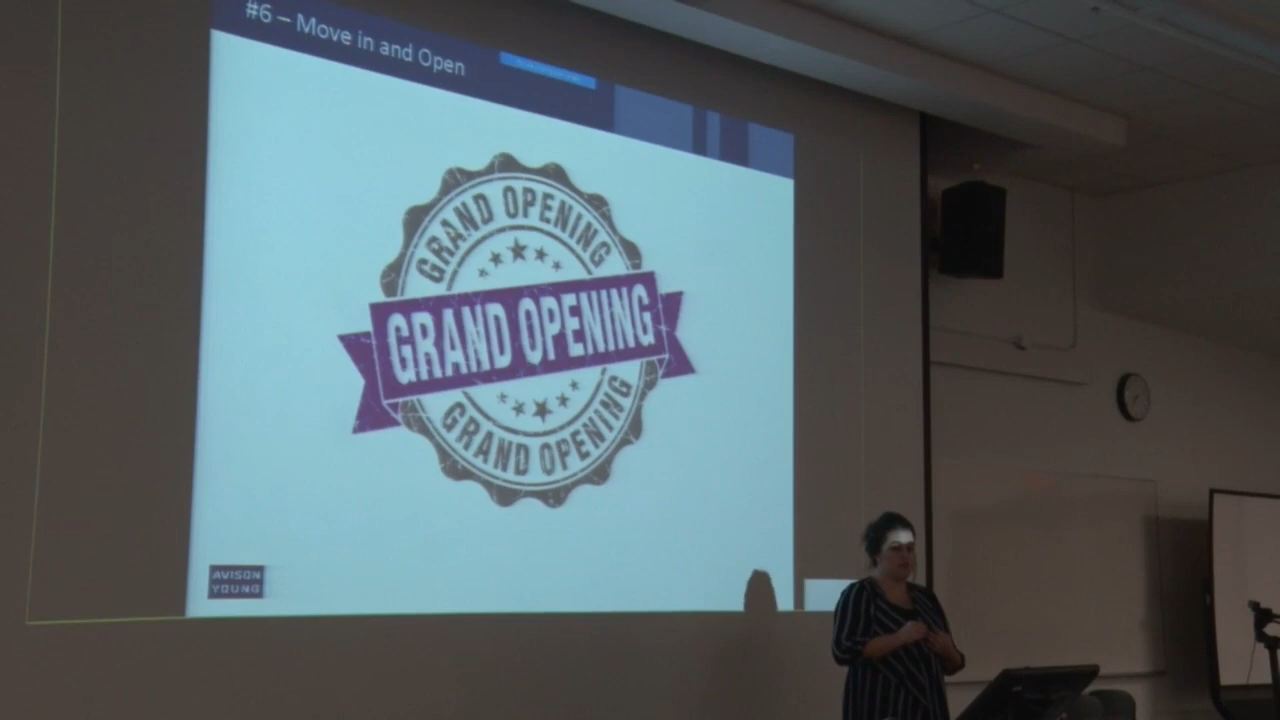 #6 – Move in and Open
GRAND OPENING
GRAND OPENING
GRAND OPENING
AVISON
YOUNG